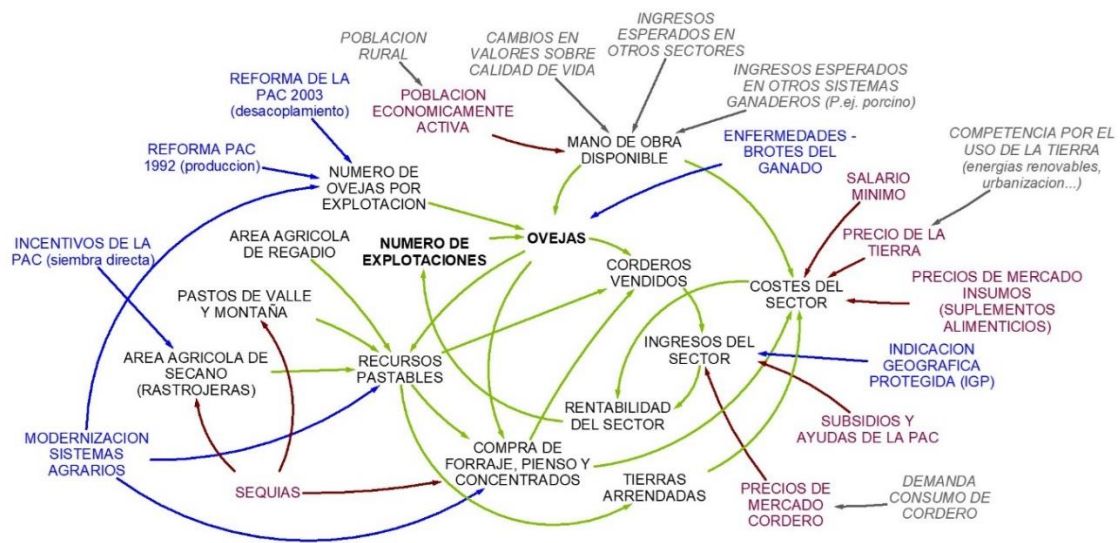 POBLACION
RURAL
CAMBIOS EN
VALORES SOBRE
CALIDAD DE VIDA
INGRESOS
ESPERADOS EN
OTROS SECTORES
INGRESOS ESPERADOS
EN OTROS SISTEMAS
GANADEROS (P.ej. porcino)
REFORMA DE LA
PAC 2003
(desacoplamiento)
POBLACION
ECONOMICAMENTE
ACTIVA
MANO DE OBRA
DISPONIBLE
ENFERMEDADES -
BROTES DEL
GANADO
COMPETENCIA POR EL
USO DE LA TIERRA
(energias renovables,
urbanizacion...)
REFORMA PAC
1992 (produccion)
NUMERO DE
OVEJAS POR
EXPLOTACION
SALARIO
MINIMO
INCENTIVOS DE LA
PAC (siembra directa)
AREA AGRICOLA
DE REGADIO
NUMERO DE
EXPLOTACIONES
OVEJAS
PRECIO DE LA
TIERRA
CORDEROS
VENDIDOS
COSTES DEL
SECTOR
PRECIOS DE MERCADO
INSUMOS
(SUPLEMENTOS
ALIMENTICIOS)
PASTOS DE VALLE
Y MONTAÑA
AREA AGRICOLA DE
SECANO
(RASTROJERAS)
RECURSOS
PASTABLES
INGRESOS DEL
SECTOR
INDICACION
GEOGRAFICA
PROTEGIDA (IGP)
RENTABILIDAD
DEL SECTOR
SUBSIDIOS Y
AYUDAS DE LA PAC
MODERNIZACION
SISTEMAS
AGRARIOS
SEQUIAS
COMPRA DE
FORRAJE, PIENSO Y
CONCENTRADOS
TIERRAS
ARRENDADAS
PRECIOS DE
MERCADO
CORDERO
DEMANDA
CONSUMO DE
CORDERO